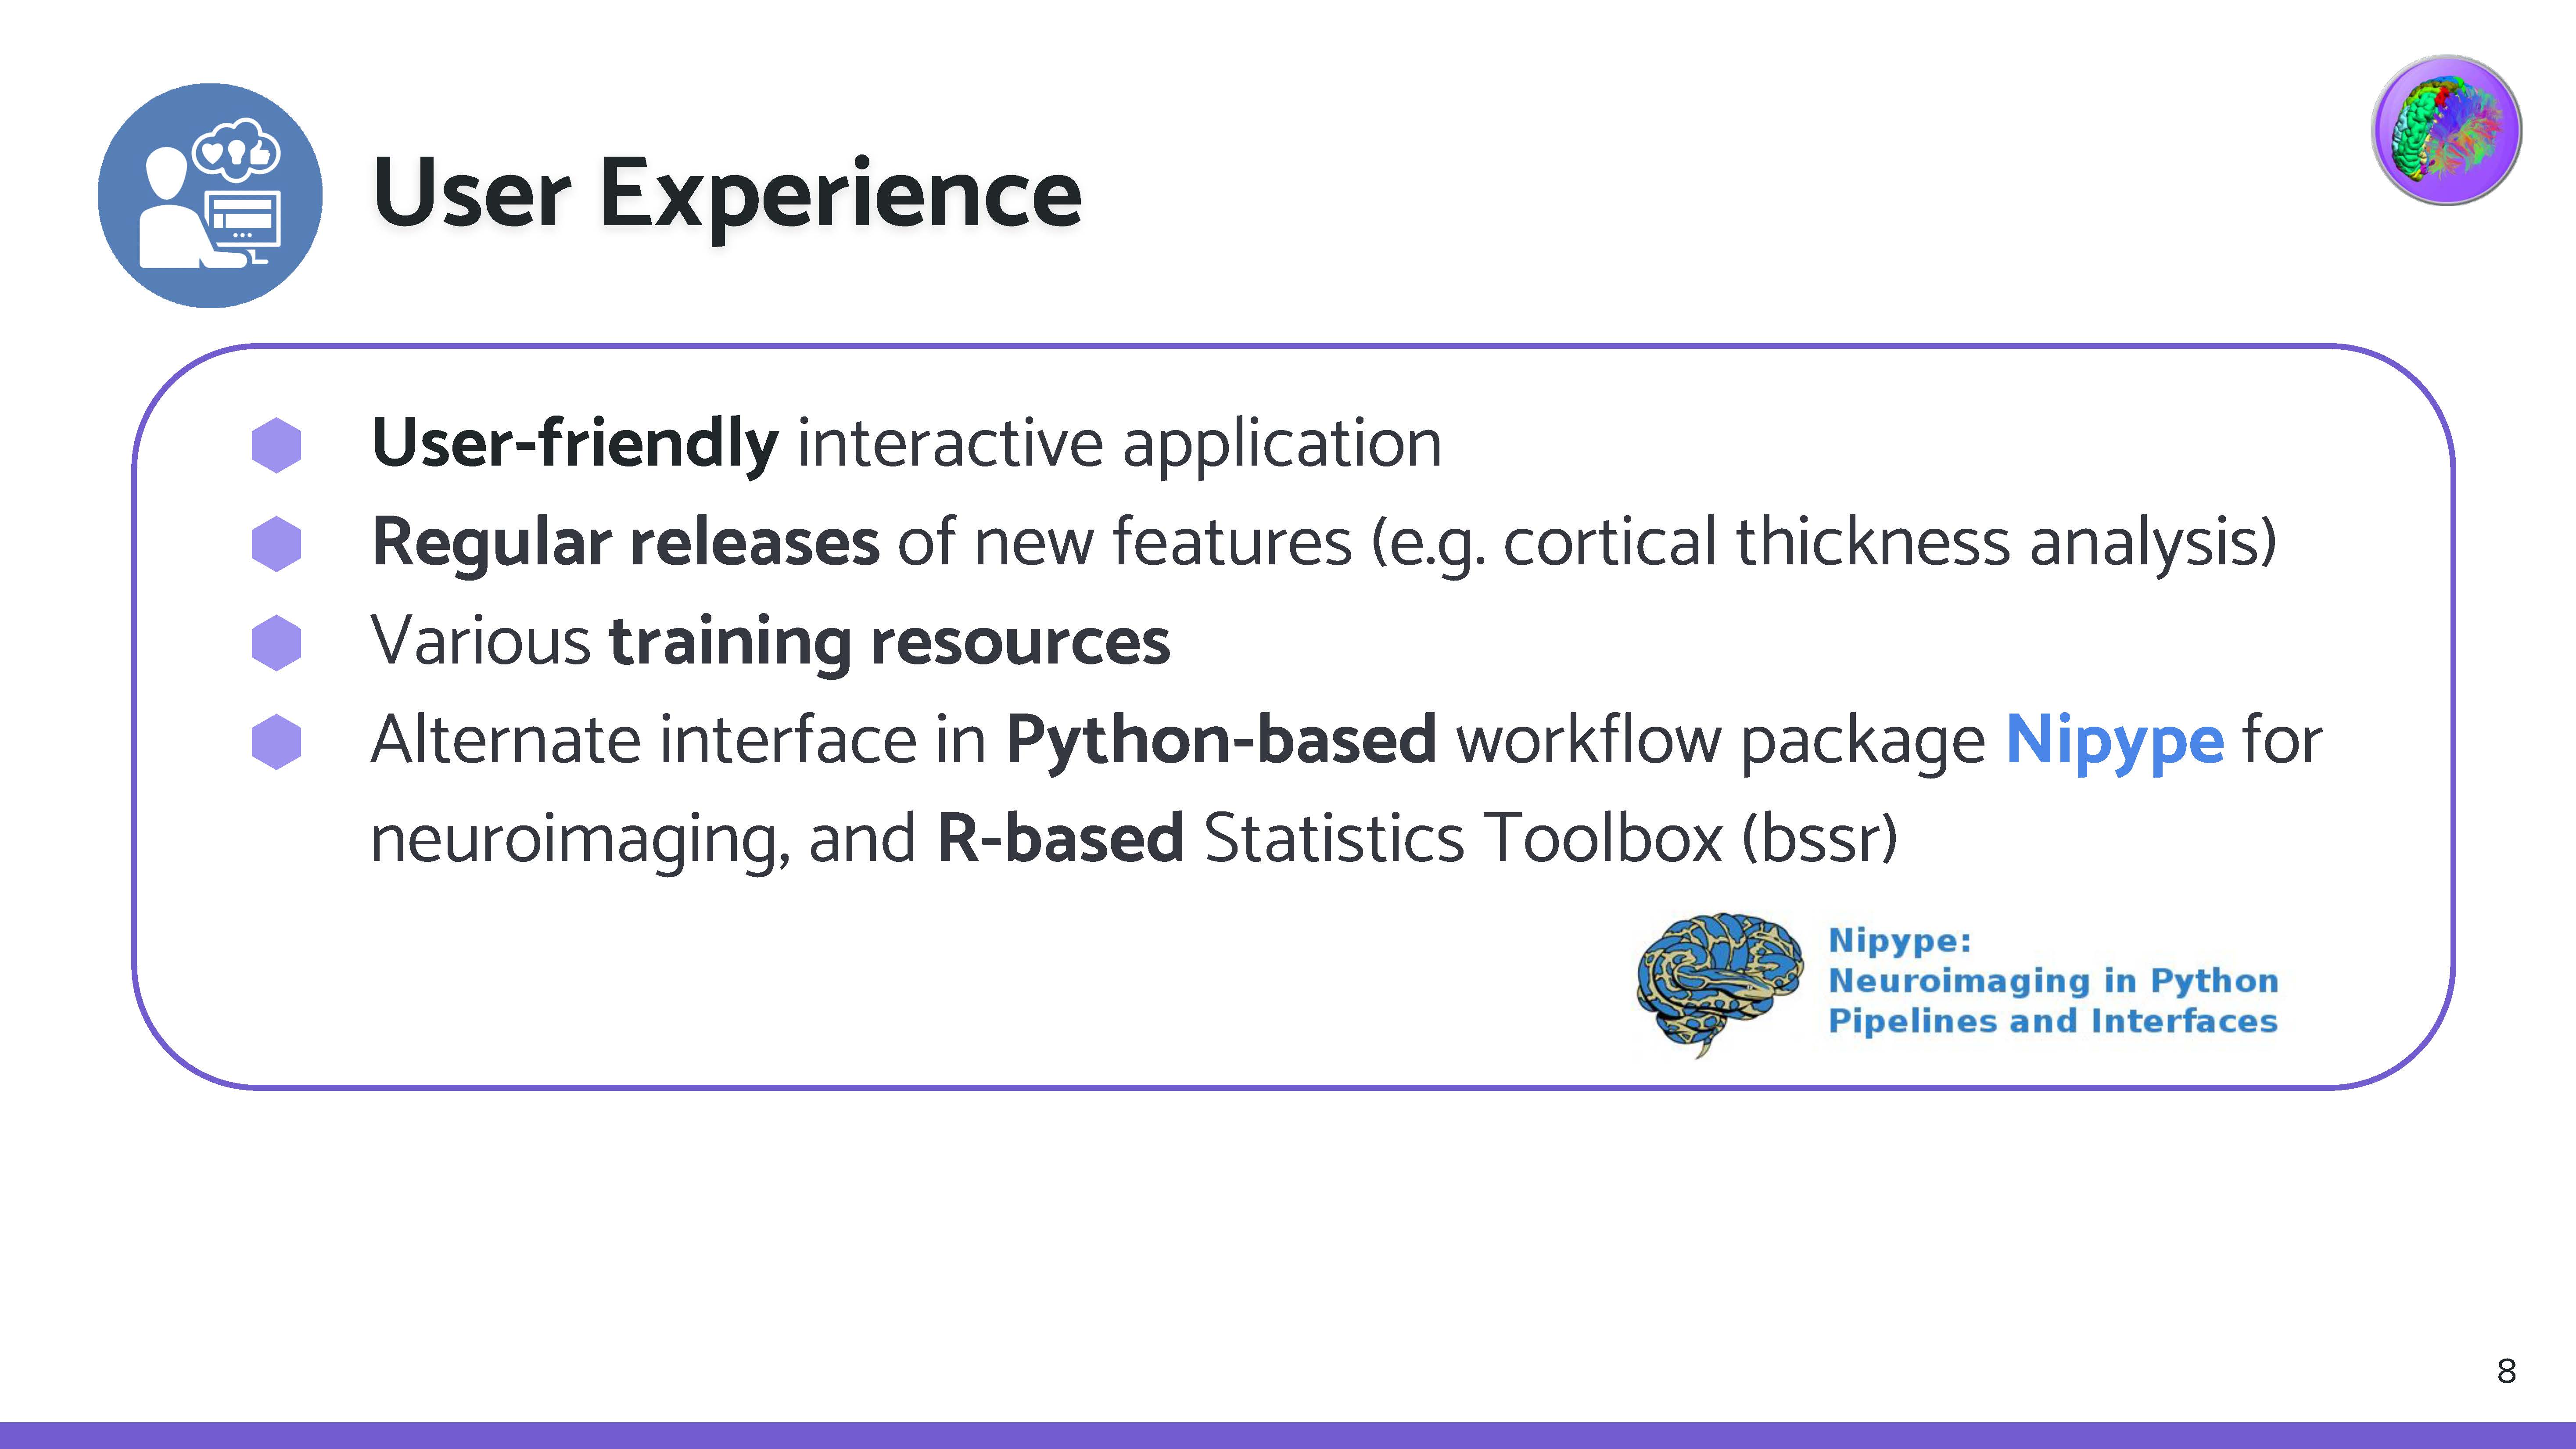 User Experience
User-friendly interactive application
Regular releases of new features (e.g. cortical thickness analysis)
Various training resources
Alternate interface in Python-based workflow package Nipype for
neuroimaging, and R-based Statistics Toolbox (bssr)
Nipype:
Neuroimaging in Python
Pipelines and Interfaces
8